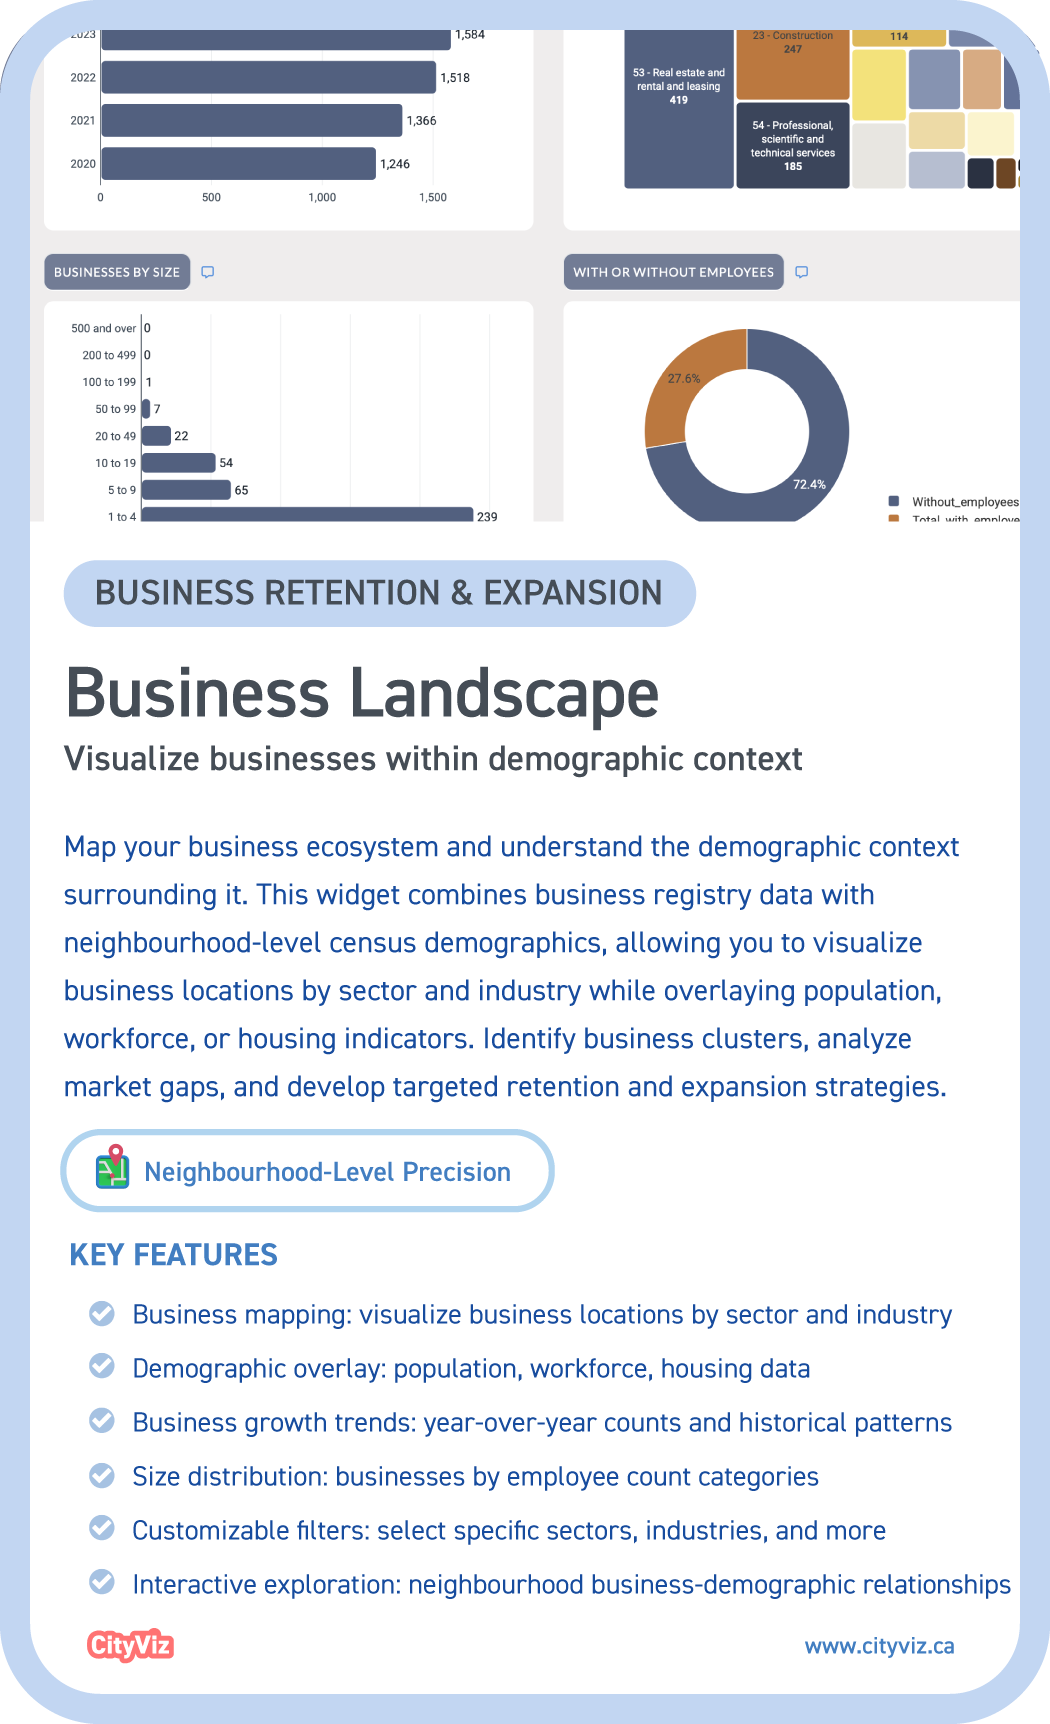 2023
1,584
2022
1,518
2021
1,366
2020
1,246
0
500
1,000
1,500
23 - Construction
247
114
53 - Real estate and
rental and leasing
419
54 - Professional,
scientific and
technical services
185
BUSINESSES BY SIZE
WITH OR WITHOUT EMPLOYEES
500 and over
0
200 to 499
0
100 to 199
1
50 to 99
7
20 to 49
22
10 to 19
54
5 to 9
65
1 to 4
239
27.6%
72.4%
Without_employees
Total_with_employe
BUSINESS RETENTION & EXPANSION
Business Landscape
Visualize businesses within demographic context
Map your business ecosystem and understand the demographic context
surrounding it. This widget combines business registry data with
neighbourhood-level census demographics, allowing you to visualize
business locations by sector and industry while overlaying population,
workforce, or housing indicators. Identify business clusters, analyze
market gaps, and develop targeted retention and expansion strategies.
Neighbourhood-Level Precision
KEY FEATURES
Business mapping: visualize business locations by sector and industry
Demographic overlay: population, workforce, housing data
Business growth trends: year-over-year counts and historical patterns
Size distribution: businesses by employee count categories
Customizable filters: select specific sectors, industries, and more
Interactive exploration: neighbourhood business-demographic relationships
CityViz
www.cityviz.ca